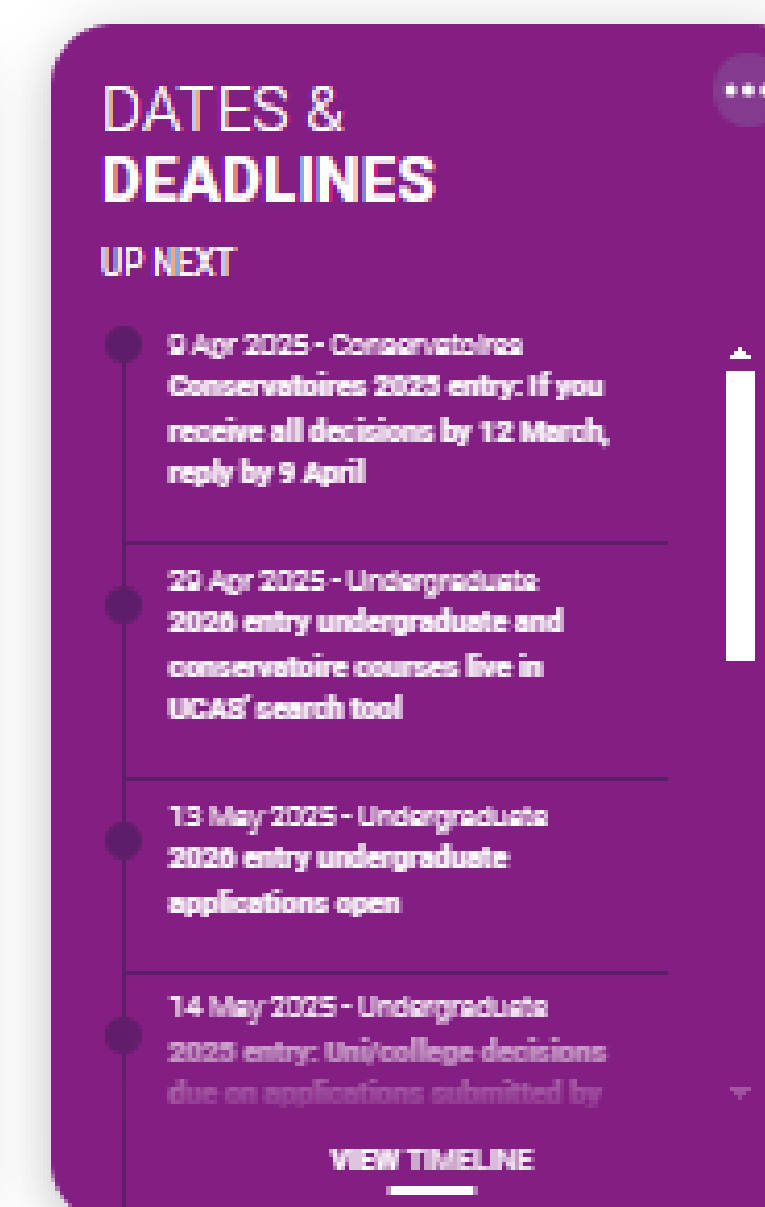 DATES &
DEADLINES
UP NEXT
9 Apr 2025 - Conservatoires
Conservatoires 2025 entry: If you
receive all decisions by 12 March,
reply by 9 April
29 Apr 2025 - Undergraduate
2026 entry undergraduate and
conservatoire courses live in
UCAS' search tool
13 May 2025 - Undergraduate
2026 entry undergraduate
applications open
14 May 2025 - Undergraduate
2025 entry: Uni/college decisions
due on applications submitted by
VIEW TIMELINE